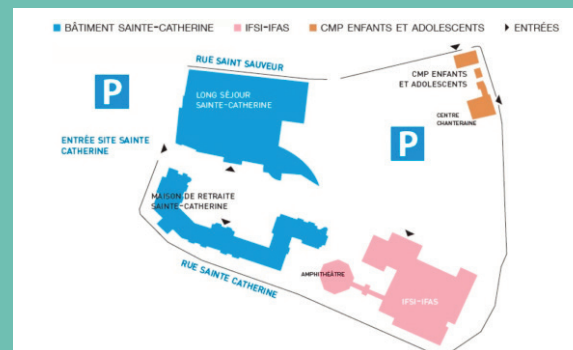 BÂTIMENT SAINTE-CATHERINE IFSI-IFAS CMP ENFANTS ET ADOLESCENTS ENTRÉES
RUE SAINT SAUVEUR
CMP ENFANTS
ET ADOLESCENTS
P
LONG SÉJOUR
SAINTE-CATHERINE
CENTRE
CHANTERAINE
P
ENTRÉE SITE SAINTE
CATHERINE
MAISON DE RETRAITE
SAINTE-CATHERINE
RUE SAINTE CATHERINE
AMPHITHÉÂTRE
IFSI-IFAS